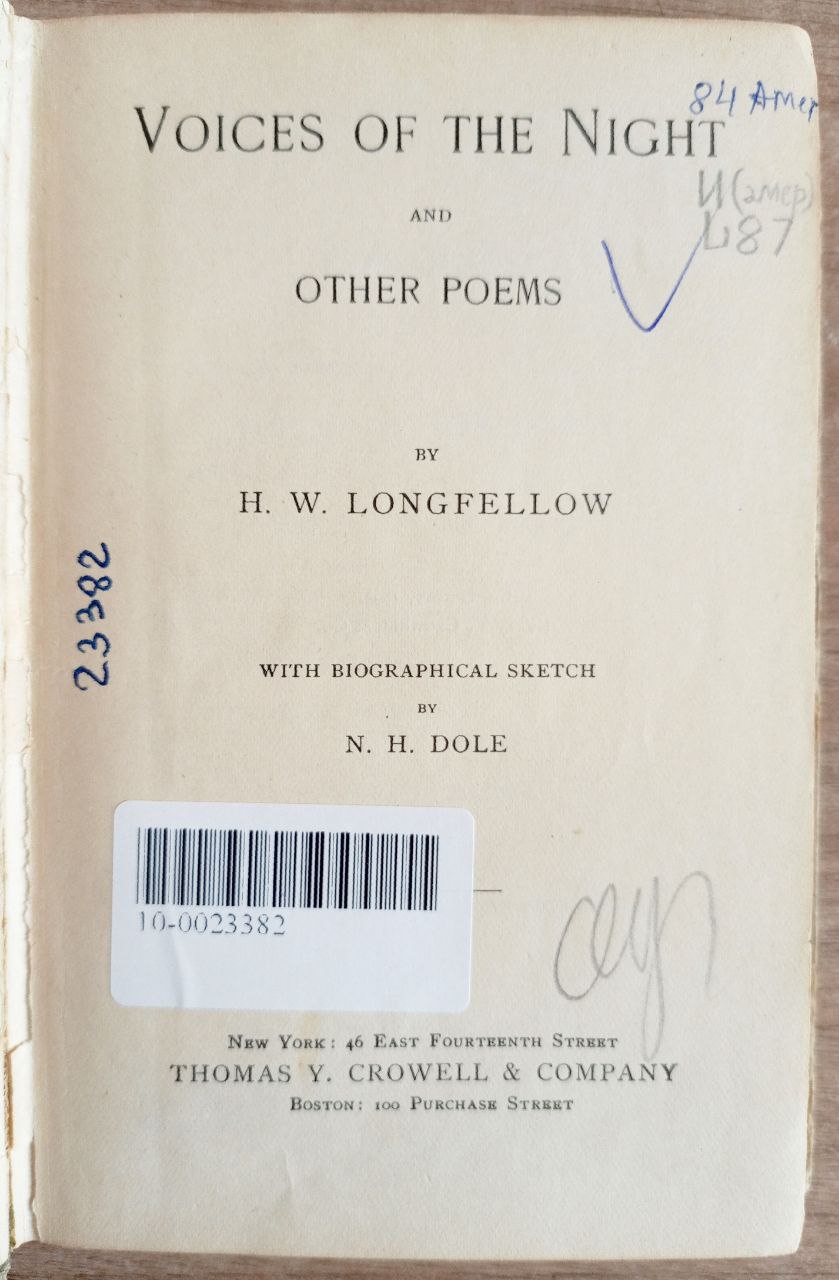 84 Амер
VOICES OF THE NIGHT
И(амер)
L87
AND
OTHER POEMS
BY
H. W. LONGFELLOW
23382
WITH BIOGRAPHICAL SKETCH
BY
N. H. DOLE
10-0023382
NEW YORK: 46 EAST FOURTEENTH STREET
THOMAS Y. CROWELL & COMPANY
BOSTON: 100 PURCHASE STREET